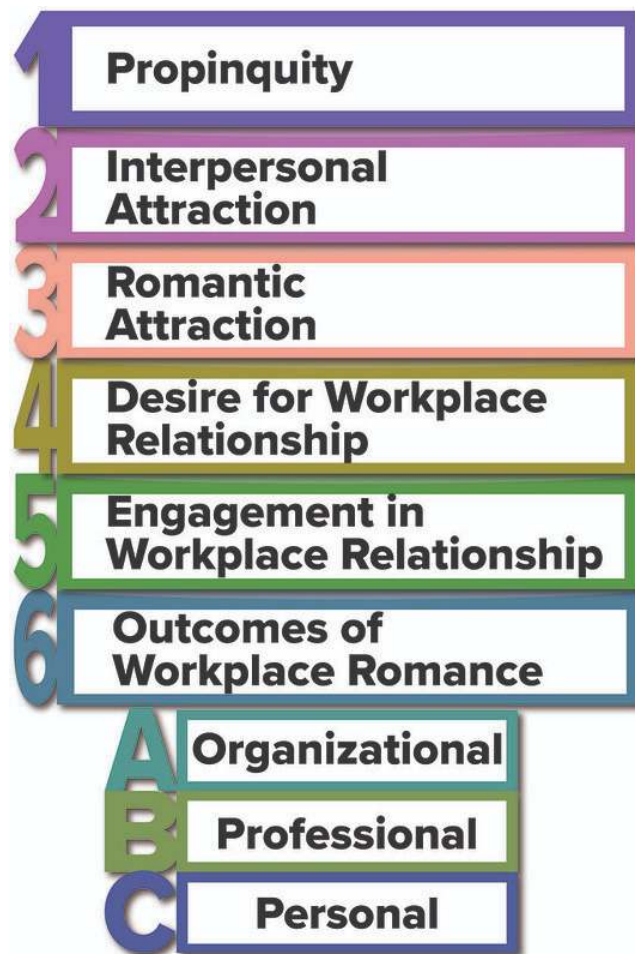 1 Propinquity
2 Interpersonal
Attraction
3 Romantic
Attraction
4 Desire for Workplace
Relationship
5 Engagement in
Workplace Relationship
6 Outcomes of
Workplace Romance
A Organizational
B Professional
C Personal